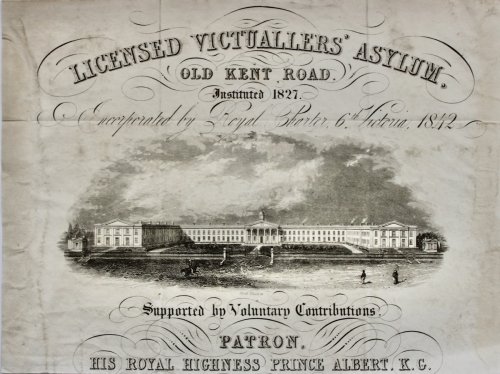 LICENSED VICTUALLERS' ASYLUM,
OLD KENT ROAD.
Instituted 1827.
Incorporated by Royal Charter, 6th Victoria, 1842
Supported by Voluntary Contributions.
PATRON,
HIS ROYAL HIGHNESS PRINCE ALBERT, K.G.